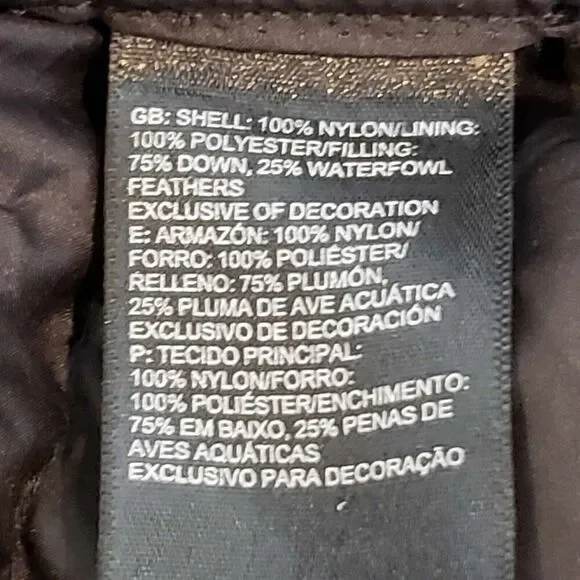 GB: SHELL: 100% NYLON/LINING:
100% POLYESTER/FILLING:
75% DOWN, 25% WATERFOWL
FEATHERS
EXCLUSIVE OF DECORATION
E: ARMAZÓN: 100% NYLON/
FORRO: 100% POLIÉSTER/
RELLENO: 75% PLUMÓN,
25% PLUMA DE AVE ACUÁTICA
EXCLUSIVO DE DECORACIÓN
P: TECIDO PRINCIPAL:
100% NYLON/FORRO:
100% POLIÉSTER/ENCHIMENTO:
75% EM BAIXO, 25% PENAS DE
AVES AQUÁTICAS
EXCLUSIVO PARA DECORAÇÃO